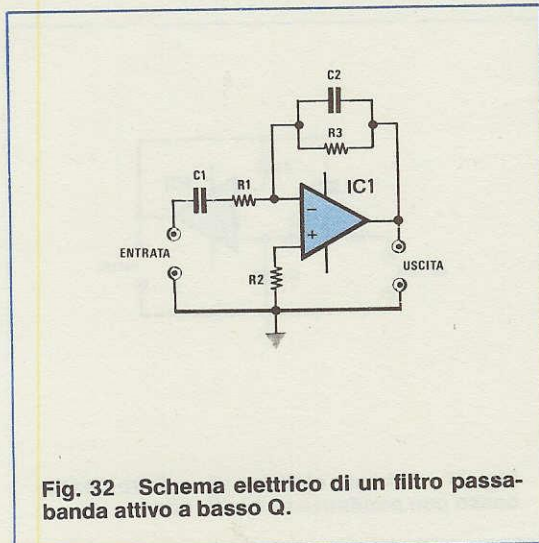 C2
R3
C1
R1
IC1
−
+
ENTRATA
R2
USCITA
Fig. 32 Schema elettrico di un filtro passa-
banda attivo a basso Q.